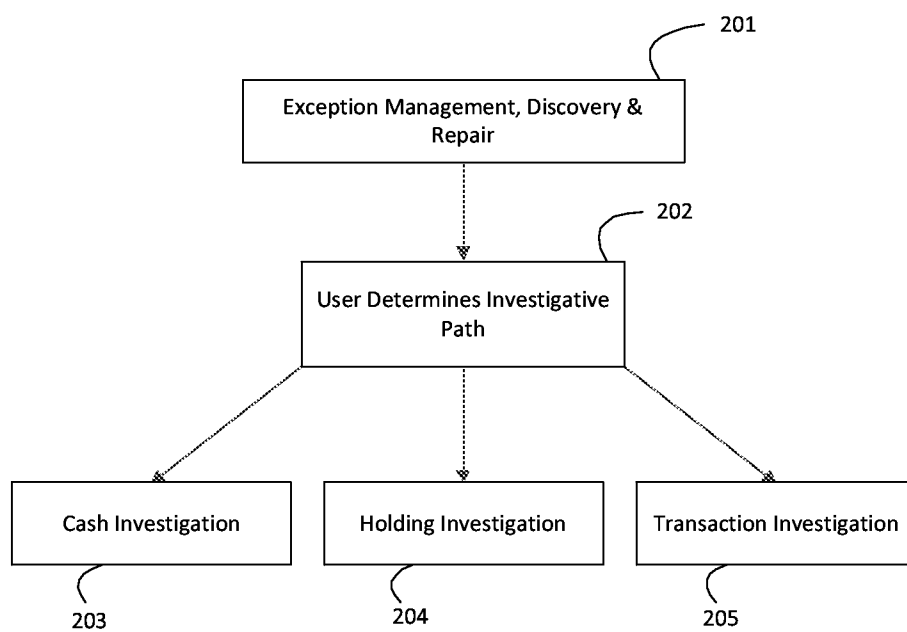 201
Exception Management, Discovery &
Repair
202
User Determines Investigative
Path
Cash Investigation
Holding Investigation
Transaction Investigation
203
204
205